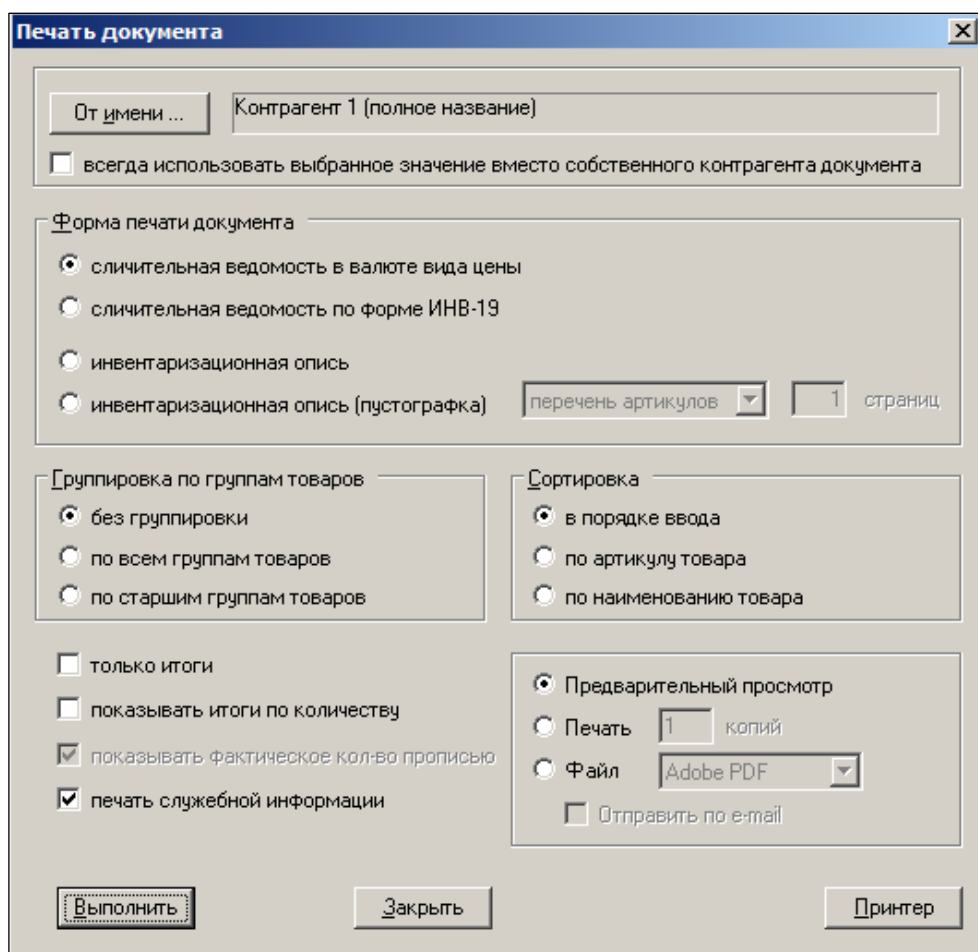 Печать документа
От имени ...
Контрагент 1 (полное название)
всегда использовать выбранное значение вместо собственного контрагента документа
Форма печати документа
сличительная ведомость в валюте вида цены
сличительная ведомость по форме ИНВ-19
инвентаризационная опись
инвентаризационная опись (пустографка) перечень артикулов 1 страниц
Группировка по группам товаров
без группировки
по всем группам товаров
по старшим группам товаров
Сортировка
в порядке ввода
по артикулу товара
по наименованию товара
только итоги
показывать итоги по количеству
показывать фактическое кол-во прописью
печать служебной информации
Предварительный просмотр
Печать 1 копий
Файл Adobe PDF
Отправить по e-mail
Выполнить Закрыть Принтер